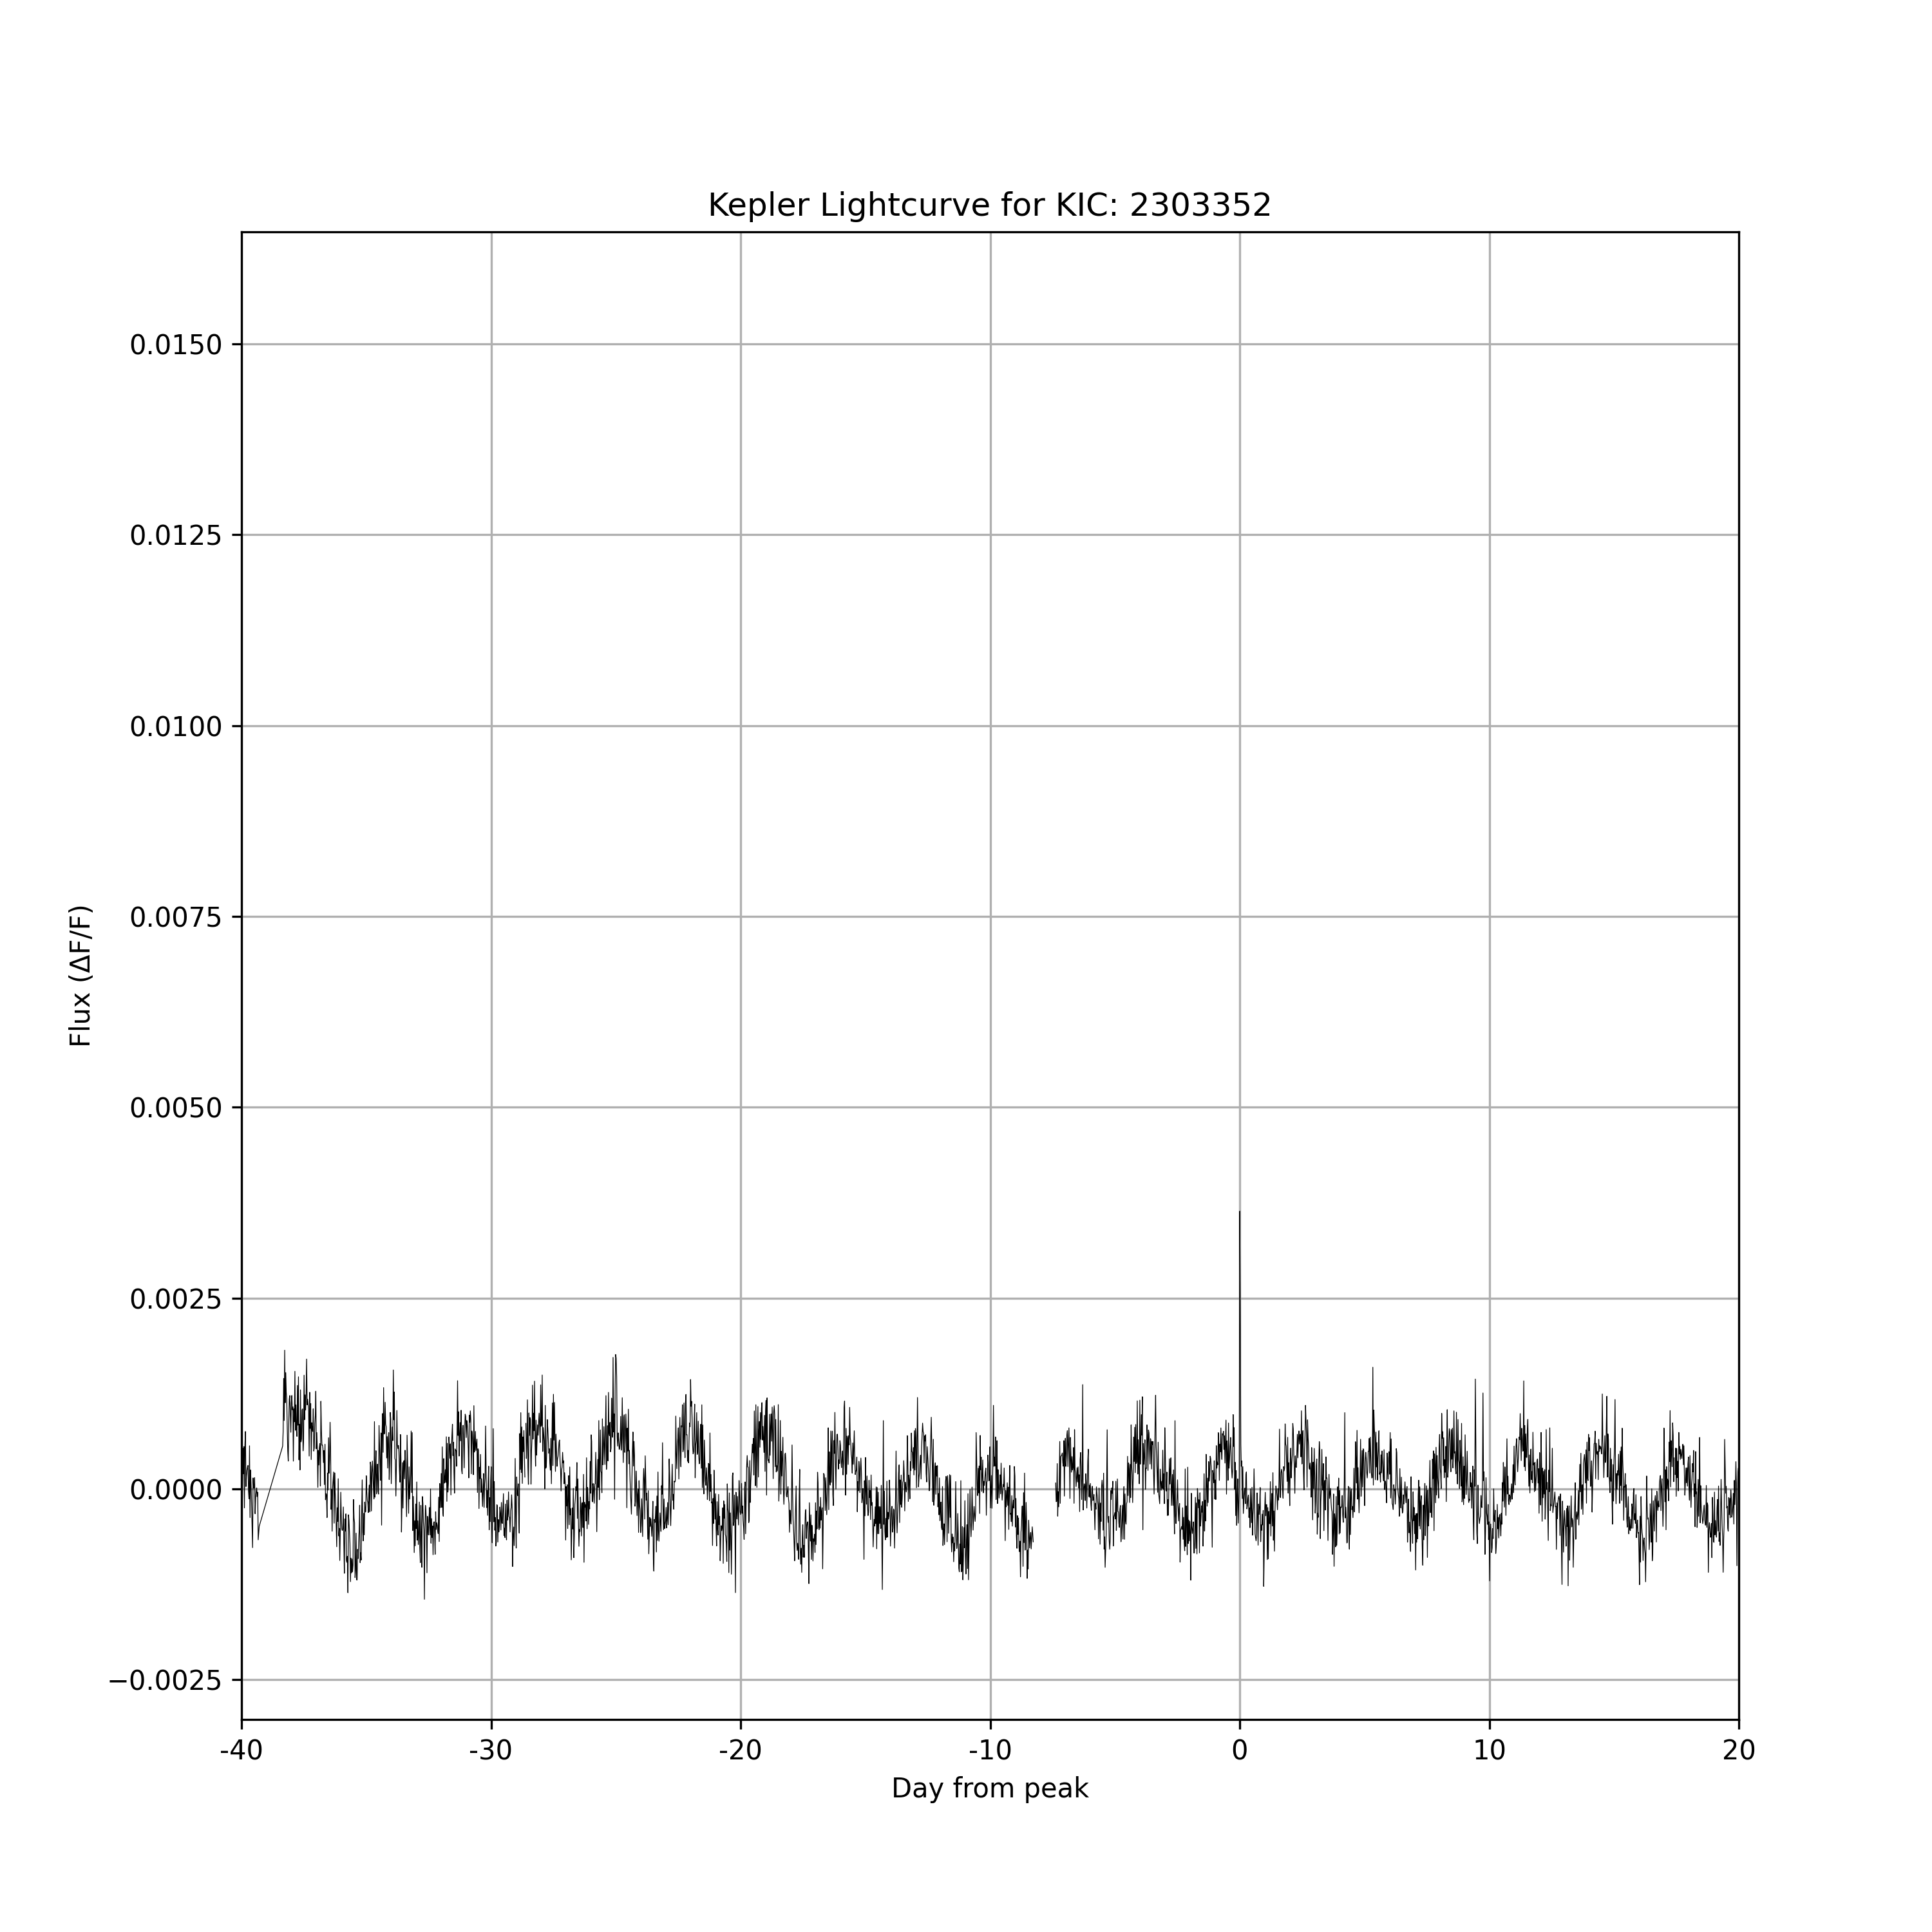 Kepler Lightcurve for KIC: 2303352
0.0150
0.0125
0.0100
0.0075
0.0050
0.0025
0.0000
−0.0025
Flux (ΔF/F)
-40 -30 -20 -10 0 10 20
Day from peak